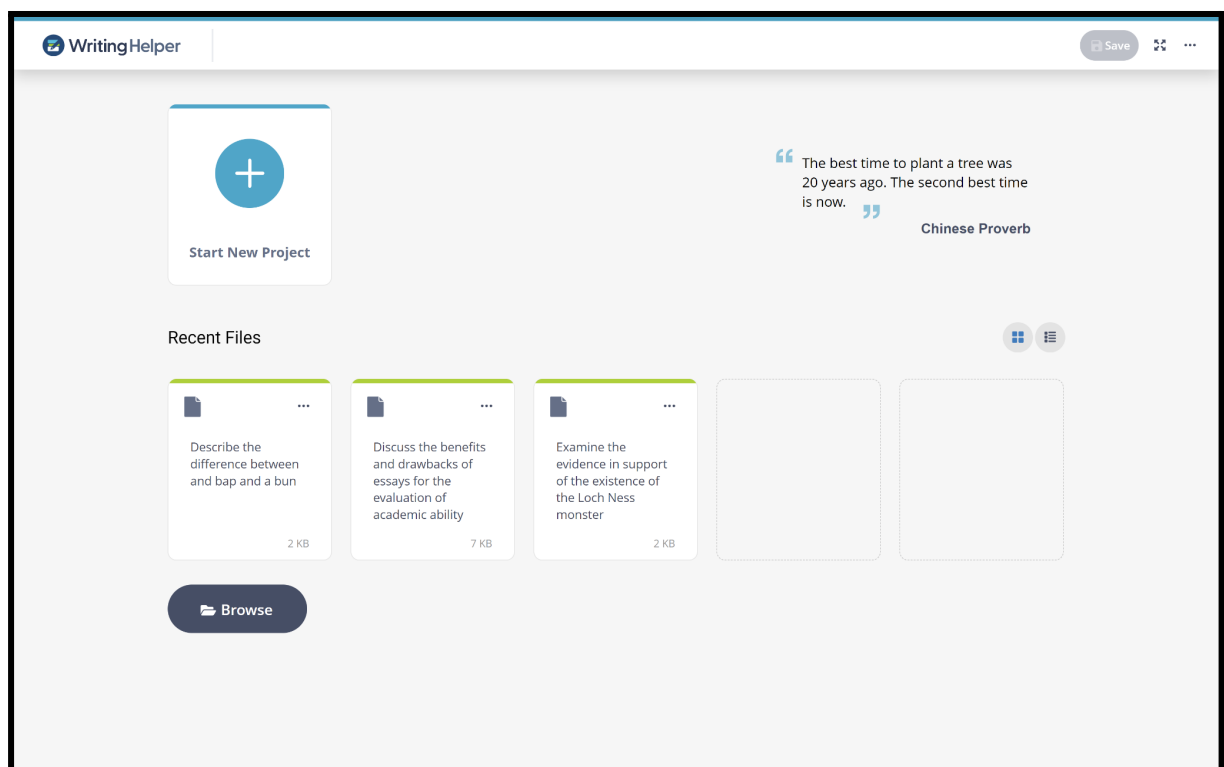 WritingHelper
Save
Start New Project
The best time to plant a tree was
20 years ago. The second best time
is now.
Chinese Proverb
Recent Files
Describe the
difference between
and bap and a bun
2 KB
Discuss the benefits
and drawbacks of
essays for the
evaluation of
academic ability
7 KB
Examine the
evidence in support
of the existence of
the Loch Ness
monster
2 KB
Browse